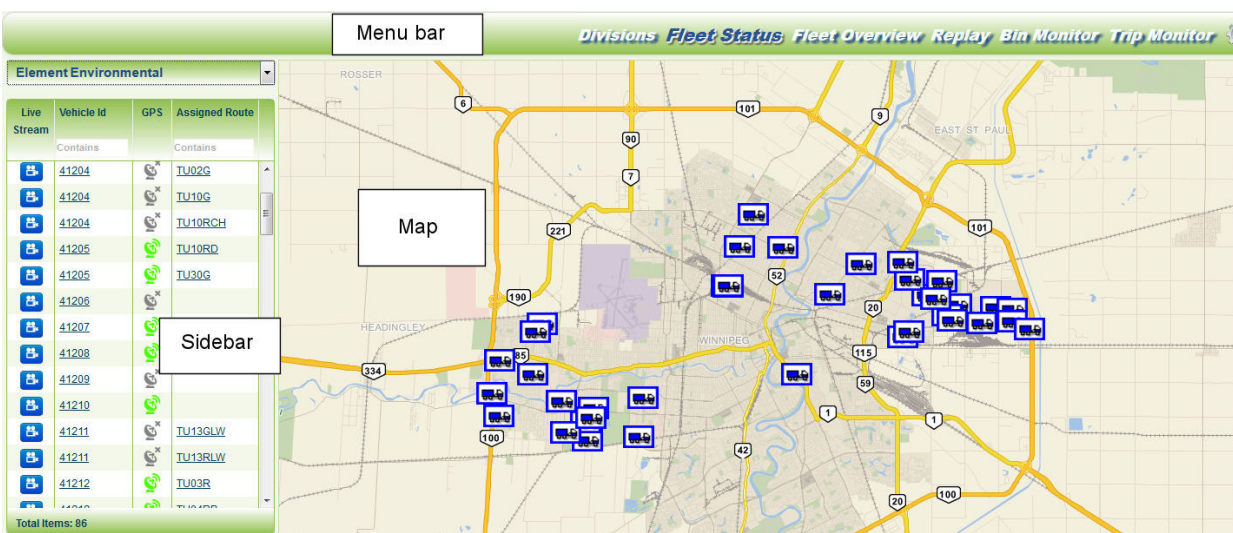 Menu bar
Divisions Fleet Status Fleet Overview Replay Bin Monitor Trip Monitor
Element Environmental
Live Stream Vehicle Id GPS Assigned Route
Contains Contains
41204 TU02G
41204 TU10G
41204 TU10RCH
41205 TU10RD
41205 TU30G
41206
41207
41208
41209
41210
41211 TU13GLW
41211 TU13RLW
41212 TU03R
Total Items: 86
Sidebar
Map
ROSSER
6
101
9
90
EAST ST PAUL
7
221
101
52
190
20
HEADINGLEY
WINNIPEG
85
115
334
59
1
1
100
42
100
20